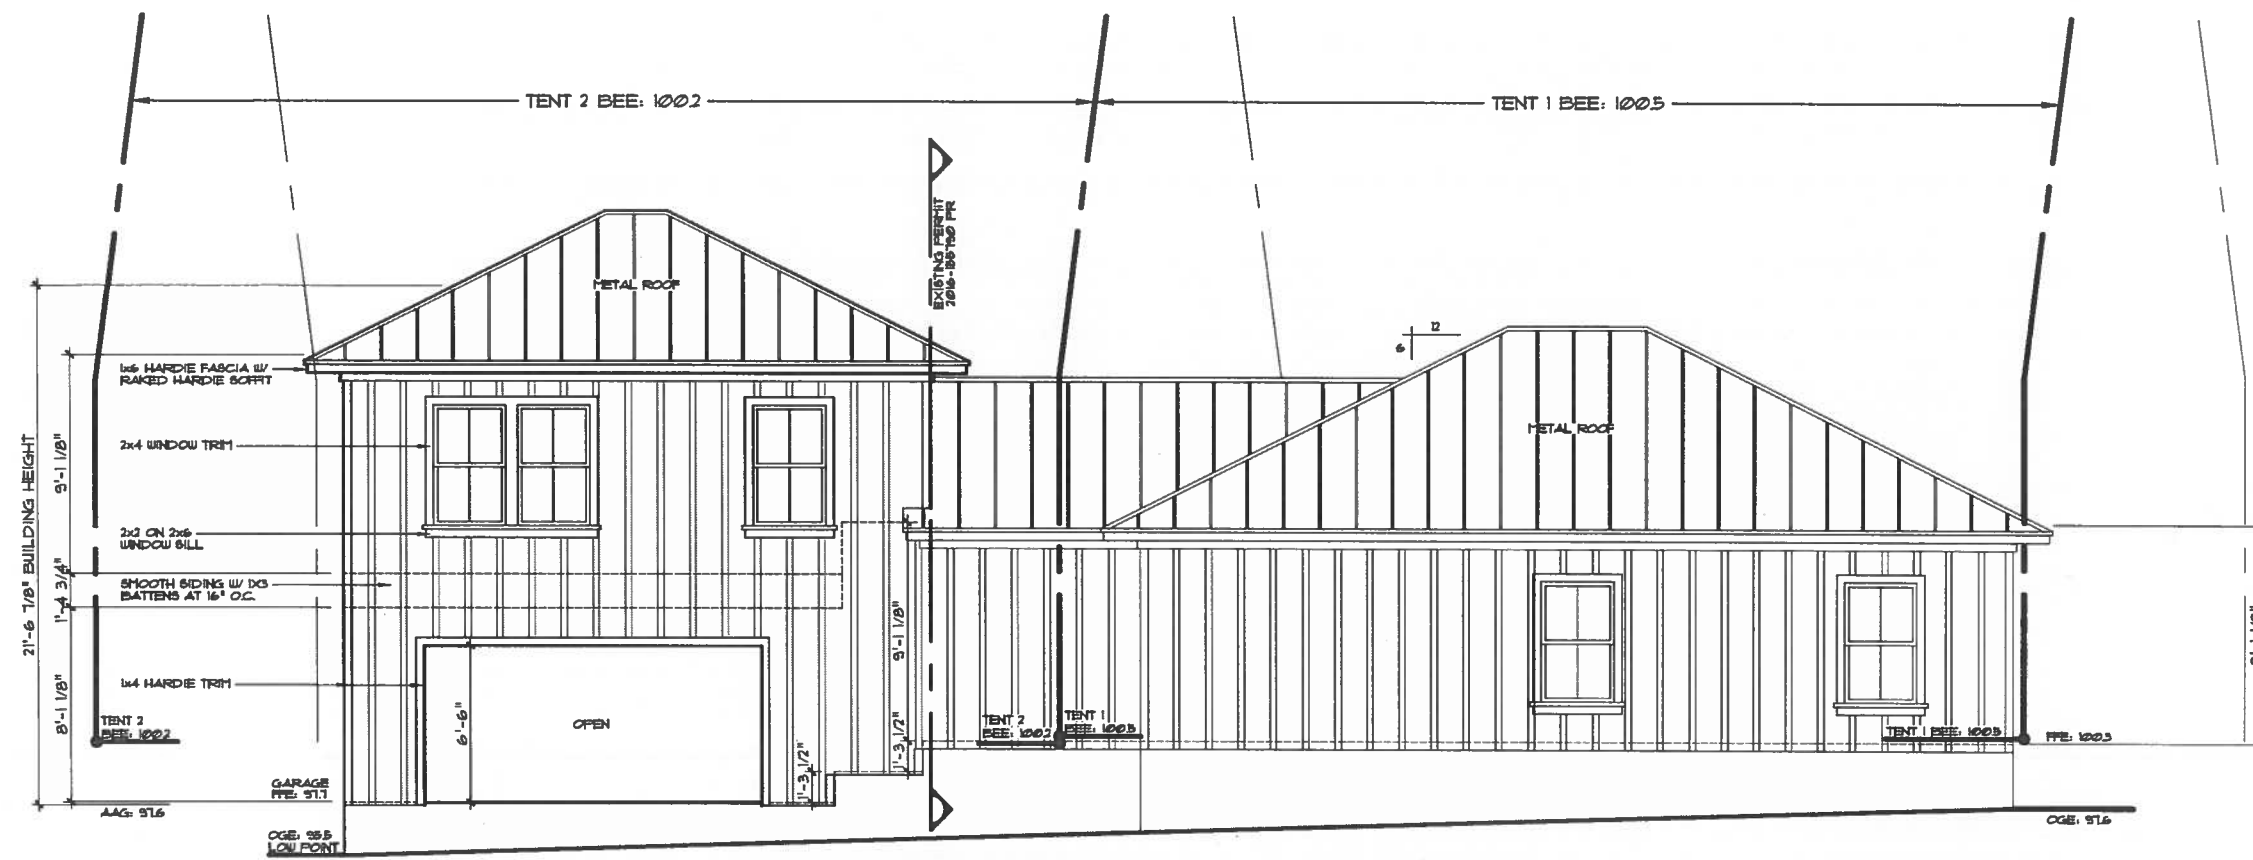 TENT 2 BEE: 100.2
TENT 1 BEE: 100.5
EXISTING PERMIT
METAL ROOF
12
6
1x6 HARDIE FASCIA W/
RAKED HARDIE SOFFIT
2x4 WINDOW TRIM
METAL ROOF
21'-6 7/8" BUILDING HEIGHT
9'-1 1/8"
2x2 ON 2x6
WINDOW SILL
1'-4 3/4"
SMOOTH SIDING W/ 1X3
BATTENS AT 16" O.C.
9'-1 1/8"
8'-1 1/8"
1x4 HARDIE TRIM
6'-6"
OPEN
TENT 2
BEE: 100.2
1'-3 1/2"
1'-3 1/2"
TENT 2
BEE: 100.2
TENT 1
BEE: 100.5
TENT 1 BEE: 100.5
FFE: 100.3
GARAGE
FFE: 97.7
AAG: 97.6
OGE: 95.5
LOW POINT
OGE: 97.6